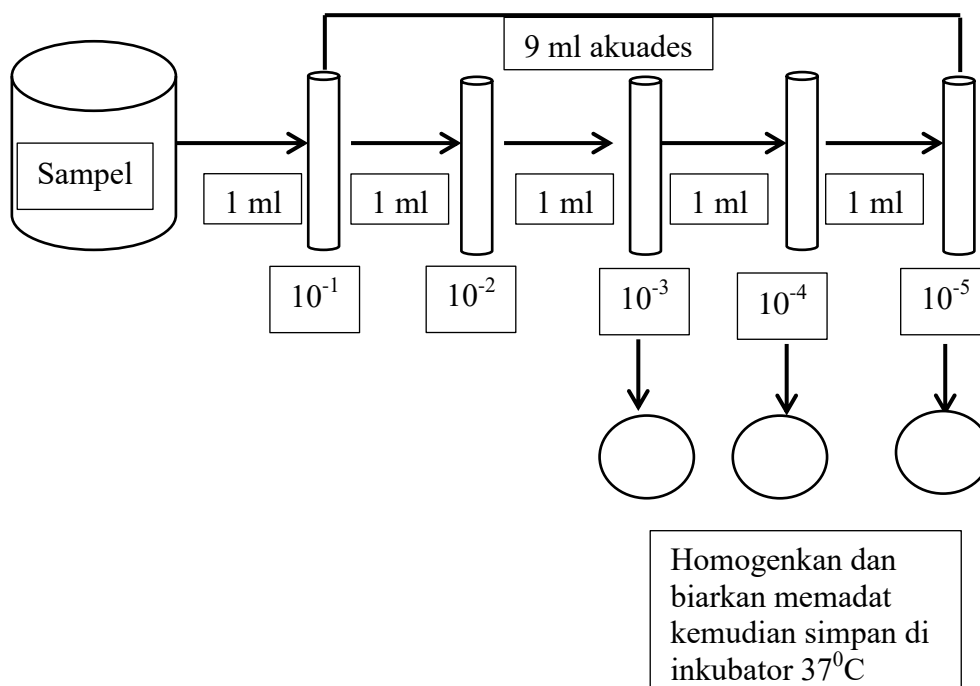 9 ml akuades
Sampel
1 ml
1 ml
1 ml
1 ml
1 ml
10⁻¹
10⁻²
10⁻³
10⁻⁴
10⁻⁵
Homogenkan dan
biarkan memadat
kemudian simpan di
inkubator 37⁰C